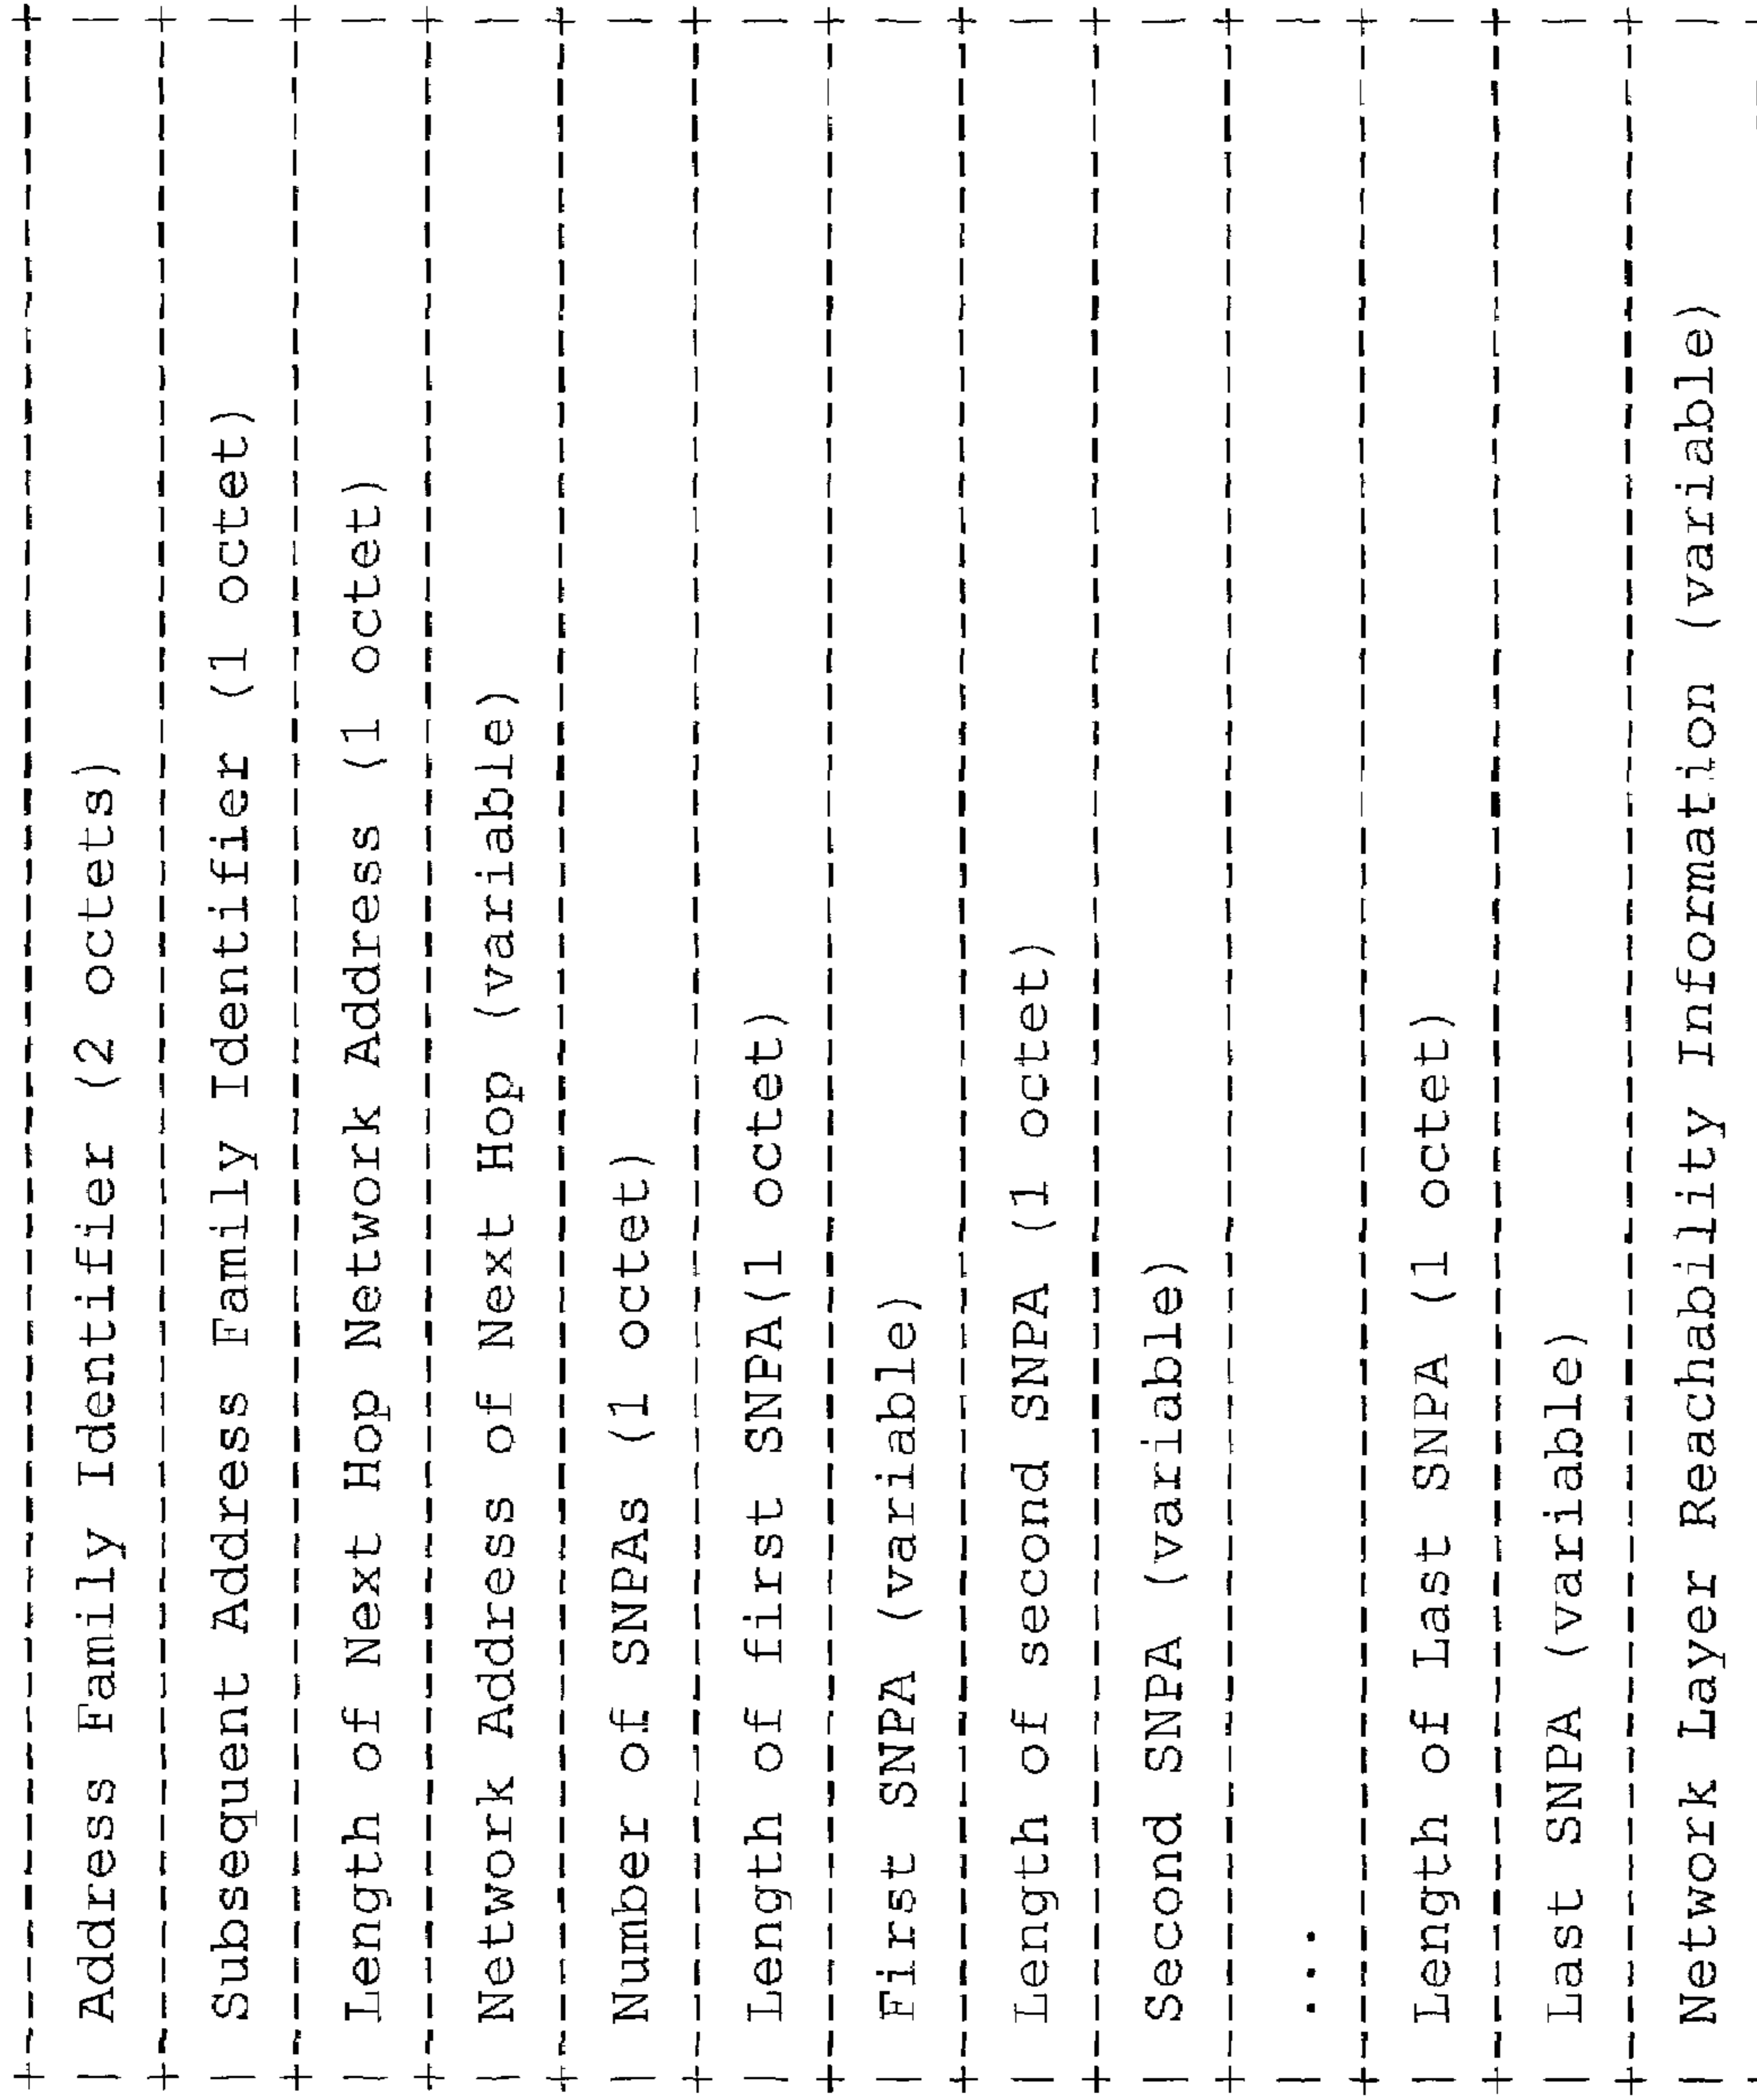 Address Family Identifier (2 octets)
Subsequent Address Family Identifier (1 octet)
Length of Next Hop Network Address (1 octet)
Network Address of Next Hop (variable)
Number of SNPAs (1 octet)
Length of first SNPA(1 octet)
First SNPA (variable)
Length of second SNPA (1 octet)
Second SNPA (variable)
...
Length of Last SNPA (1 octet)
Last SNPA (variable)
Network Layer Reachability Information (variable)